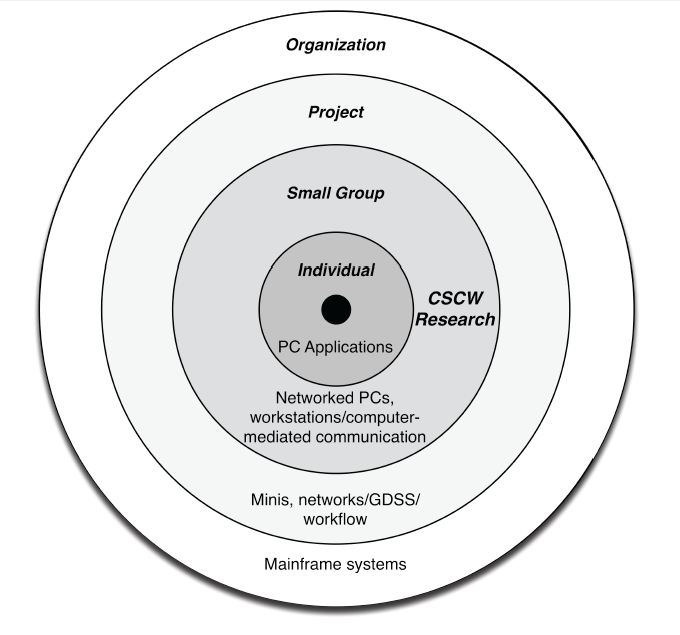 Organization
Project
Small Group
Individual
CSCW
Research
PC Applications
Networked PCs,
workstations/computer-
mediated communication
Minis, networks/GDSS/
workflow
Mainframe systems